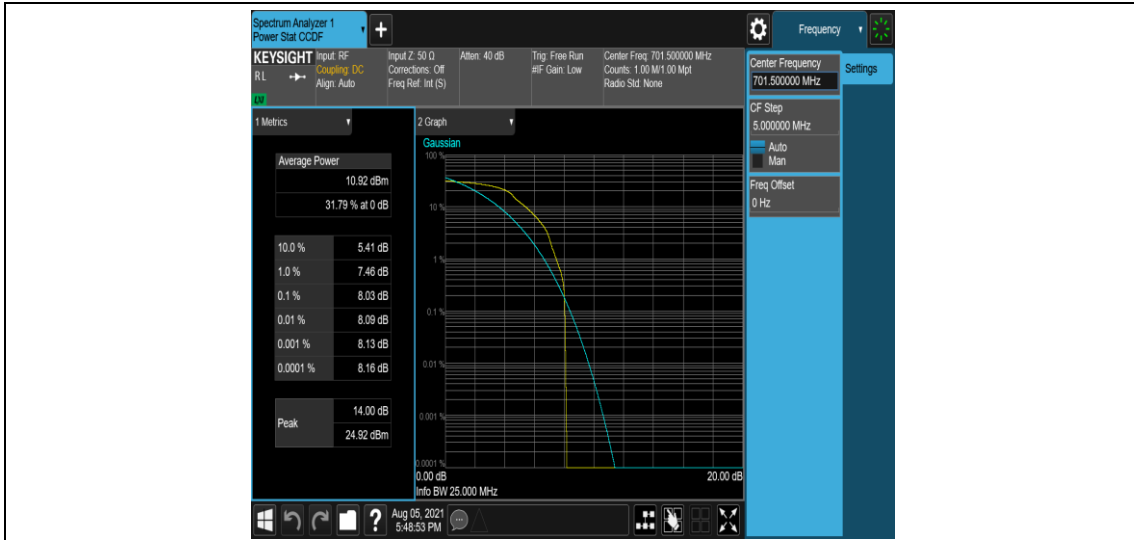 Spectrum Analyzer 1
Power Stat CCDF
+
Frequency
KEYSIGHT
RL
Input: RF
Coupling: DC
Align: Auto
Input Z: 50 Ω
Corrections: Off
Freq Ref: Int (S)
Atten: 40 dB
Trig: Free Run
#IF Gain: Low
Center Freq: 701.500000 MHz
Counts: 1.00 M/1.00 Mpt
Radio Std: None
Center Frequency
701.500000 MHz
Settings
CF Step
5.000000 MHz
Auto
Man
Freq Offset
0 Hz
1 Metrics
Average Power
10.92 dBm
31.79 % at 0 dB
10.0 % 5.41 dB
1.0 % 7.46 dB
0.1 % 8.03 dB
0.01 % 8.09 dB
0.001 % 8.13 dB
0.0001 % 8.16 dB
Peak
14.00 dB
24.92 dBm
2 Graph
Gaussian
100 %
10 %
1 %
0.1 %
0.01 %
0.001 %
0.0001 %
0.00 dB
20.00 dB
Info BW 25.000 MHz
?
Aug 05, 2021
5:48:53 PM